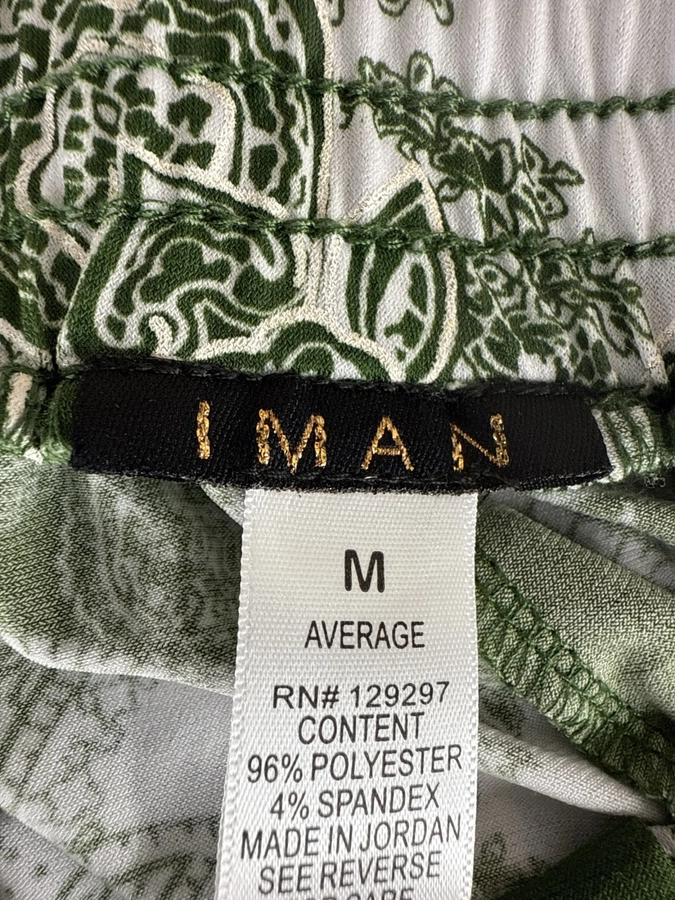 IMAN
M
AVERAGE
RN# 129297
CONTENT
96% POLYESTER
4% SPANDEX
MADE IN JORDAN
SEE REVERSE